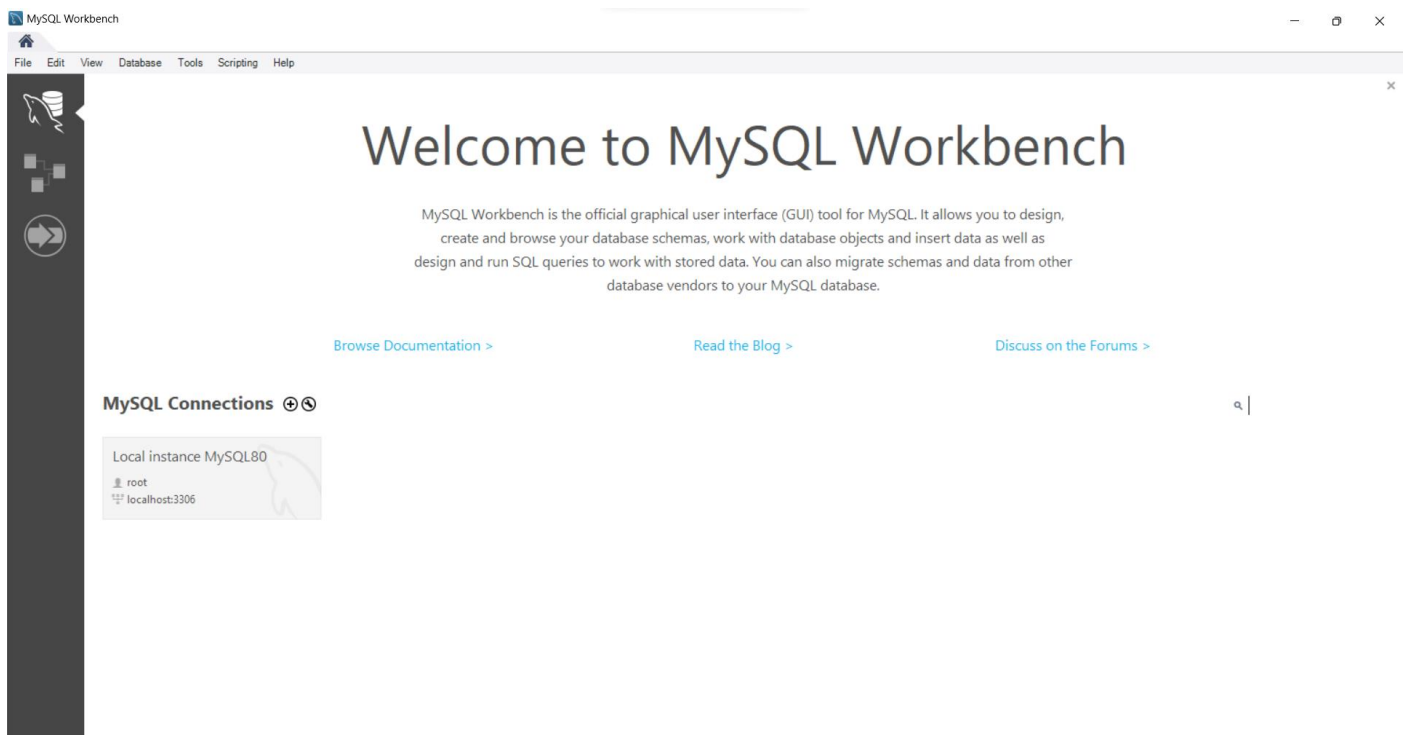 MySQL Workbench
File Edit View Database Tools Scripting Help
Welcome to MySQL Workbench
MySQL Workbench is the official graphical user interface (GUI) tool for MySQL. It allows you to design,
create and browse your database schemas, work with database objects and insert data as well as
design and run SQL queries to work with stored data. You can also migrate schemas and data from other
database vendors to your MySQL database.
Browse Documentation > Read the Blog > Discuss on the Forums >
MySQL Connections
Local instance MySQL80
root
localhost:3306